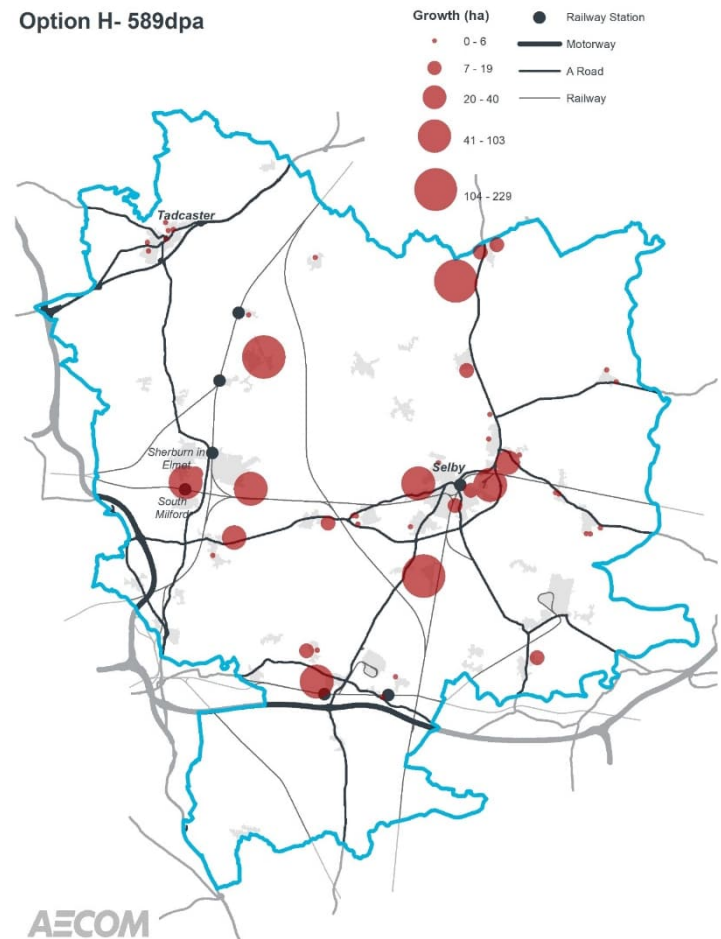 Option H- 589dpa
Growth (ha)
0 - 6
7 - 19
20 - 40
41 - 103
104 - 229
Railway Station
Motorway
A Road
Railway
Tadcaster
Sherburn in
Elmet
South
Milford
Selby
AECOM